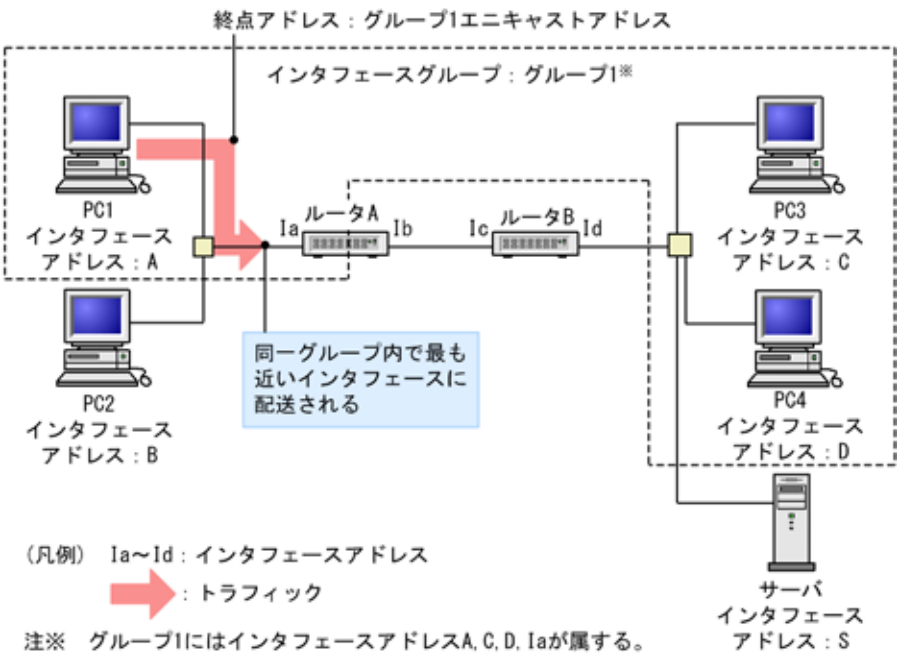 終点アドレス：グループ1エニキャストアドレス
インタフェースグループ：グループ1※
PC1
インタフェース
アドレス：A
Ia
ルータA
Ib
Ic
ルータB
Id
PC3
インタフェース
アドレス：C
同一グループ内で最も
近いインタフェースに
配送される
PC2
インタフェース
アドレス：B
PC4
インタフェース
アドレス：D
(凡例) Ia～Id：インタフェースアドレス
：トラフィック
サーバ
インタフェース
アドレス：S
注※ グループ1にはインタフェースアドレスA,C,D,Iaが属する。